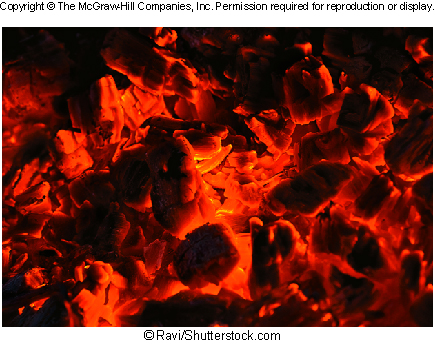 Copyright © The McGraw-Hill Companies, Inc. Permission required for reproduction or display.
© Ravi/Shutterstock.com